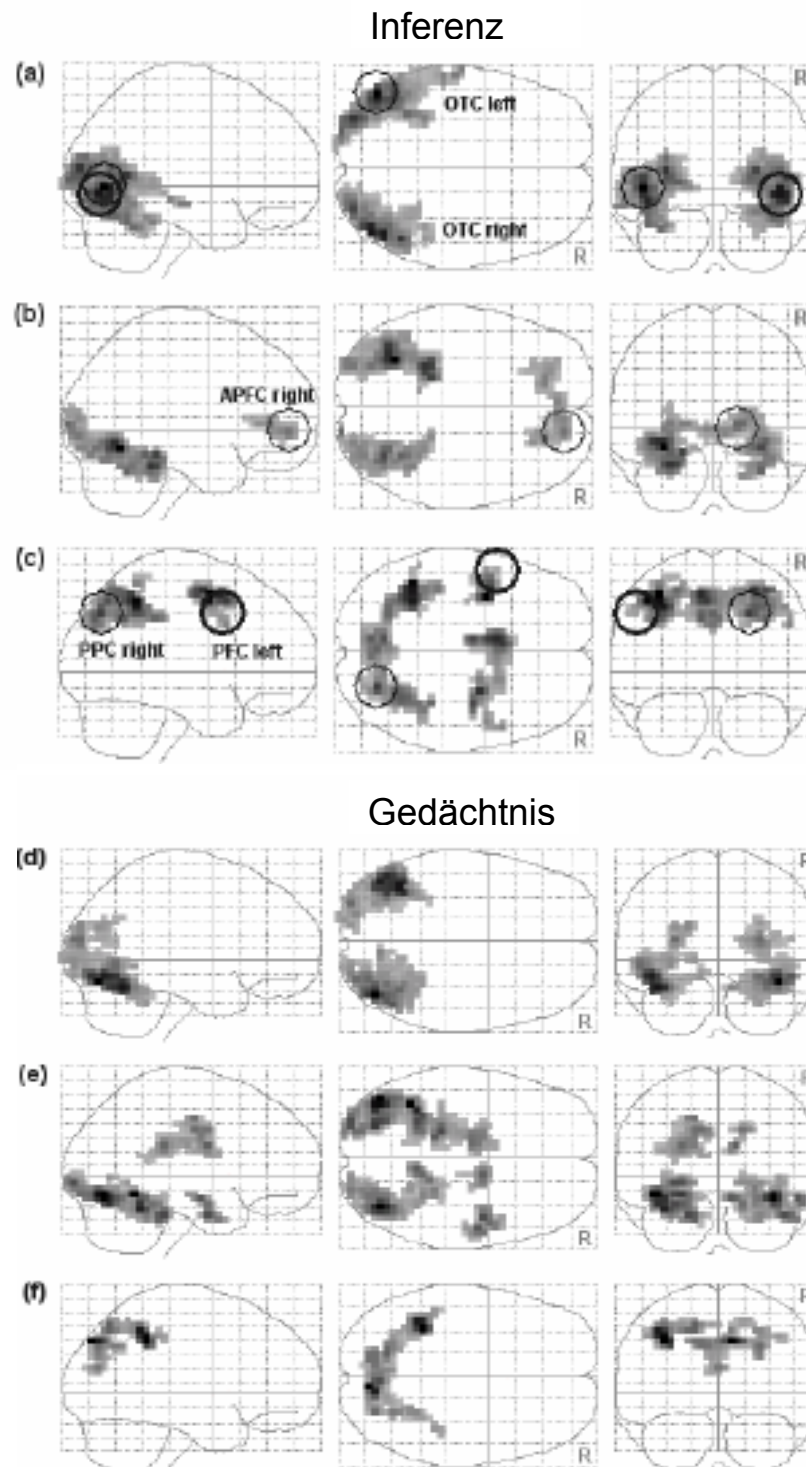 Inferenz
(a)
R
OTC left
OTC right
R
(b)
R
APFC right
R
(c)
R
PPC right
PFC left
R
Gedächtnis
(d)
R
R
(e)
R
R
(f)
R
R